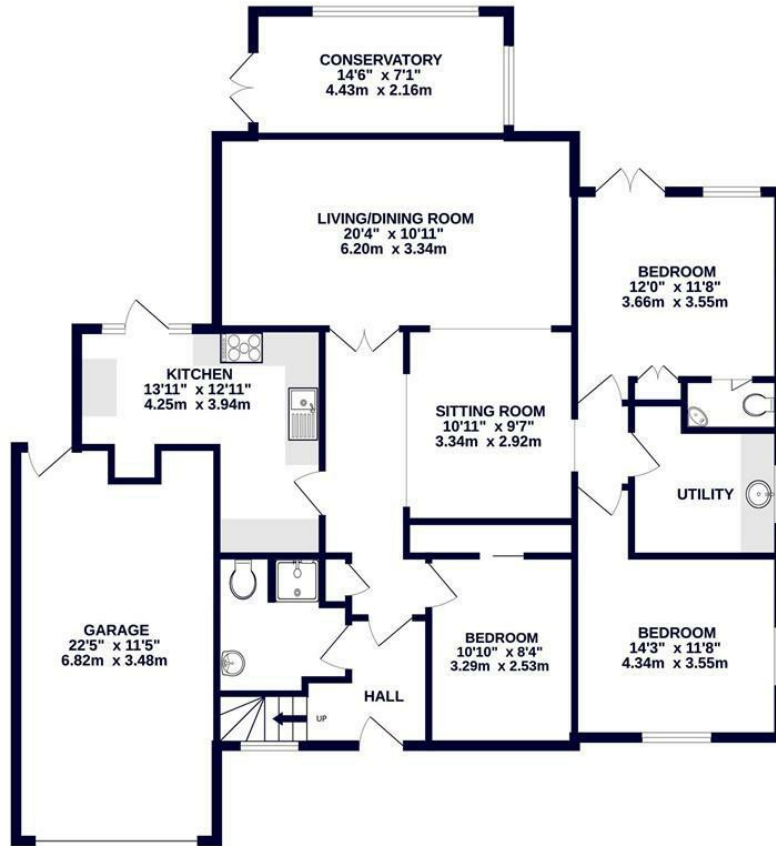 CONSERVATORY
14'6" x 7'1"
4.43m x 2.16m
LIVING/DINING ROOM
20'4" x 10'11"
6.20m x 3.34m
BEDROOM
12'0" x 11'8"
3.66m x 3.55m
KITCHEN
13'11" x 12'11"
4.25m x 3.94m
SITTING ROOM
10'11" x 9'7"
3.34m x 2.92m
UTILITY
GARAGE
22'5" x 11'5"
6.82m x 3.48m
BEDROOM
10'10" x 8'4"
3.29m x 2.53m
BEDROOM
14'3" x 11'8"
4.34m x 3.55m
HALL
UP